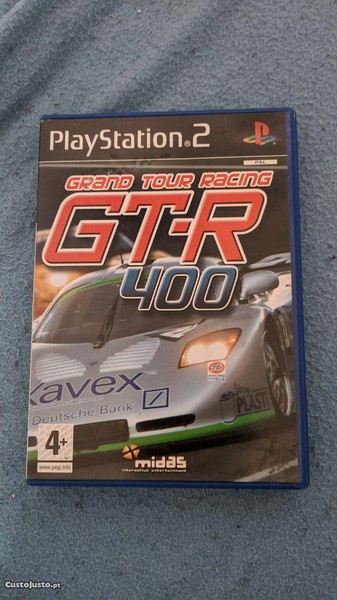 PlayStation®2
PAL
GRAND TOUR RACING
GT-R
400
xavex
Deutsche Bank
PLAST
4+
www.pegi.info
midas
interactive entertainment
CustoJusto.pt